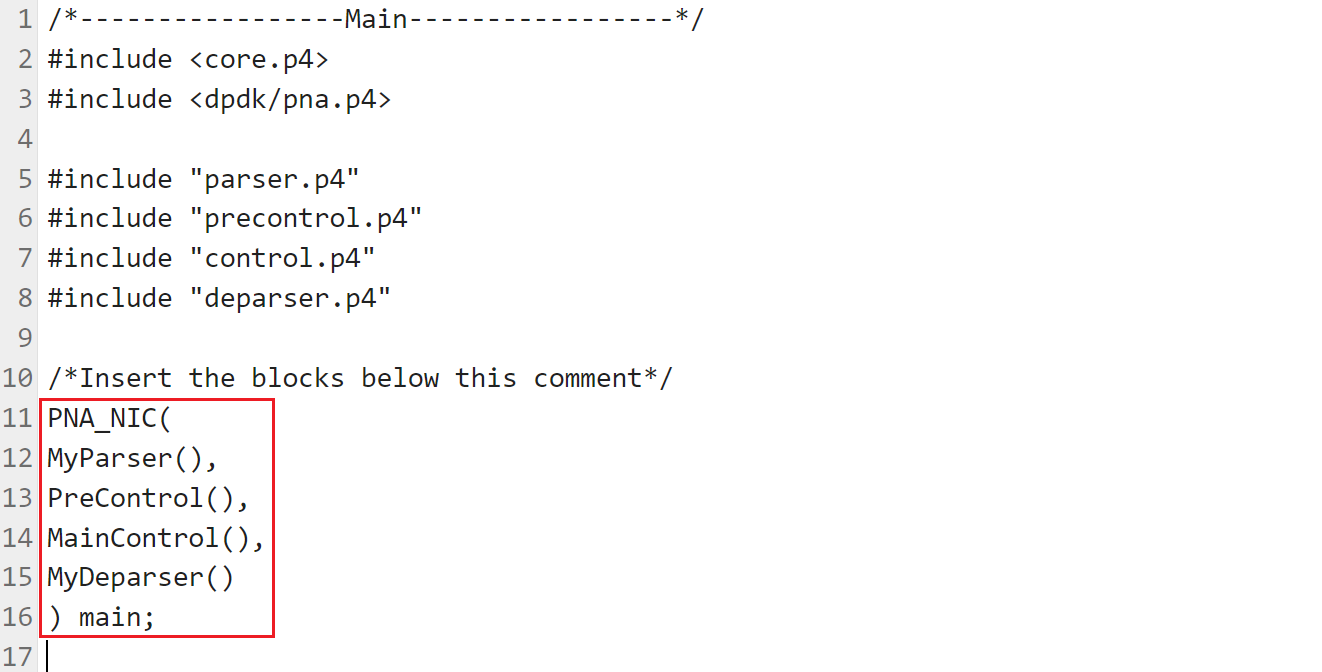 1 /*-----------------Main-----------------*/
2 #include <core.p4>
3 #include <dpdk/pna.p4>
4
5 #include "parser.p4"
6 #include "precontrol.p4"
7 #include "control.p4"
8 #include "deparser.p4"
9
10 /*Insert the blocks below this comment*/
11 PNA_NIC(
12 MyParser(),
13 PreControl(),
14 MainControl(),
15 MyDeparser()
16 ) main;
17